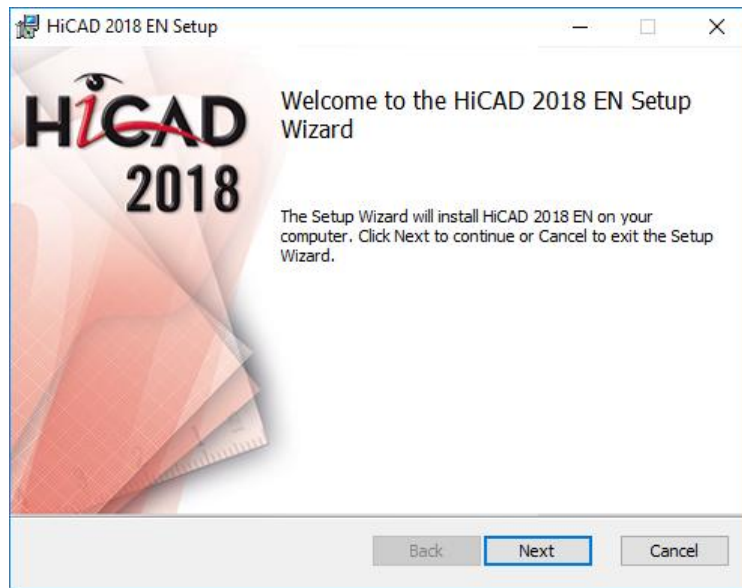 HiCAD 2018 EN Setup
HiCAD
2018
Welcome to the HiCAD 2018 EN Setup
Wizard
The Setup Wizard will install HiCAD 2018 EN on your
computer. Click Next to continue or Cancel to exit the Setup
Wizard.
Back Next Cancel